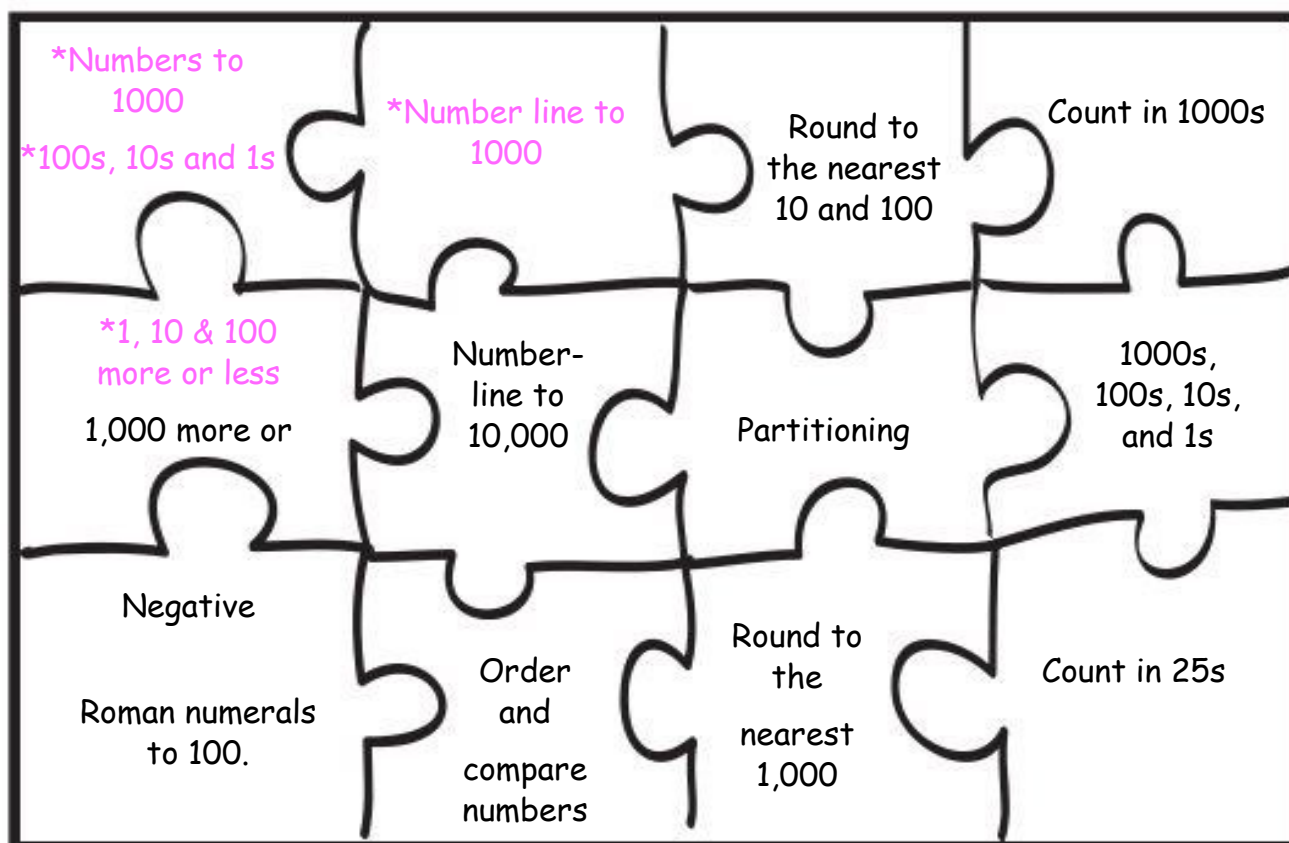 *Numbers to
1000
*100s, 10s and 1s
*Number line to
1000
Round to
the nearest
10 and 100
Count in 1000s
*1, 10 & 100
more or less
1,000 more or
Number-
line to
10,000
Partitioning
1000s,
100s, 10s,
and 1s
Negative
Roman numerals
to 100.
Order
and
compare
numbers
Round to
the
nearest
1,000
Count in 25s